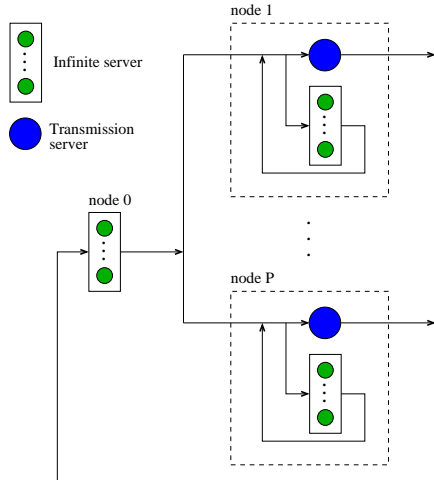 node 1
Infinite server
Transmission
server
node 0
node P